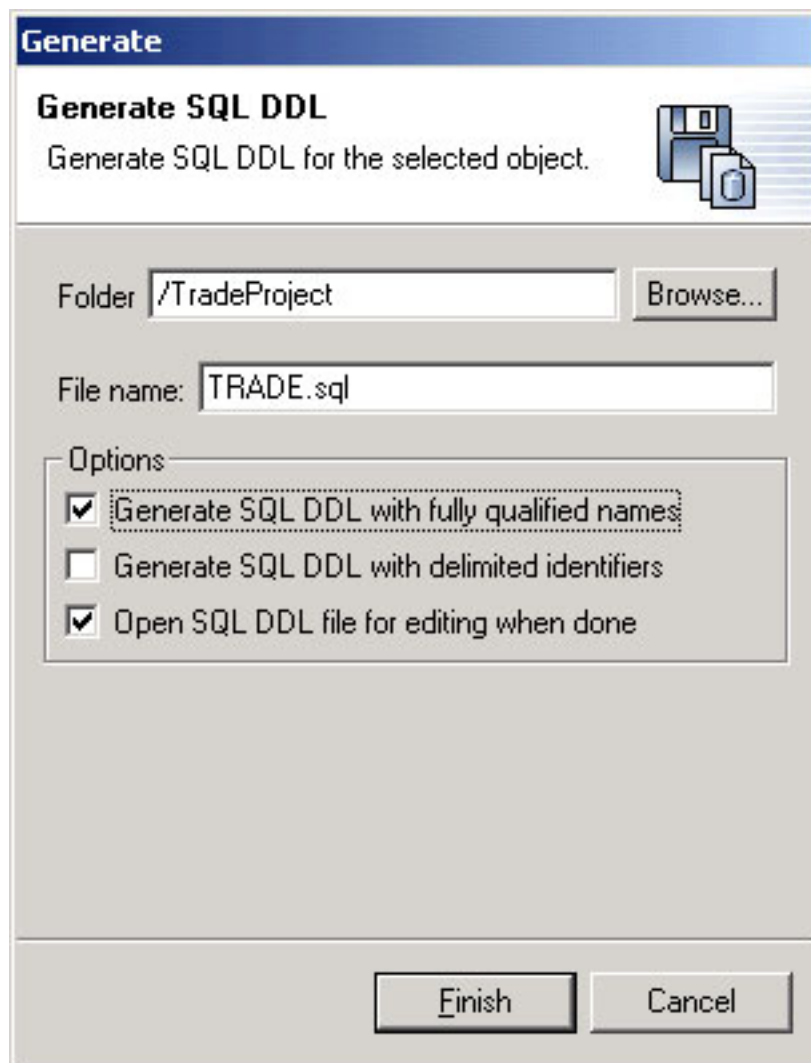 Generate
Generate SQL DDL
Generate SQL DDL for the selected object.
Folder /TradeProject Browse...
File name: TRADE.sql
Options
Generate SQL DDL with fully qualified names
Generate SQL DDL with delimited identifiers
Open SQL DDL file for editing when done
Finish Cancel